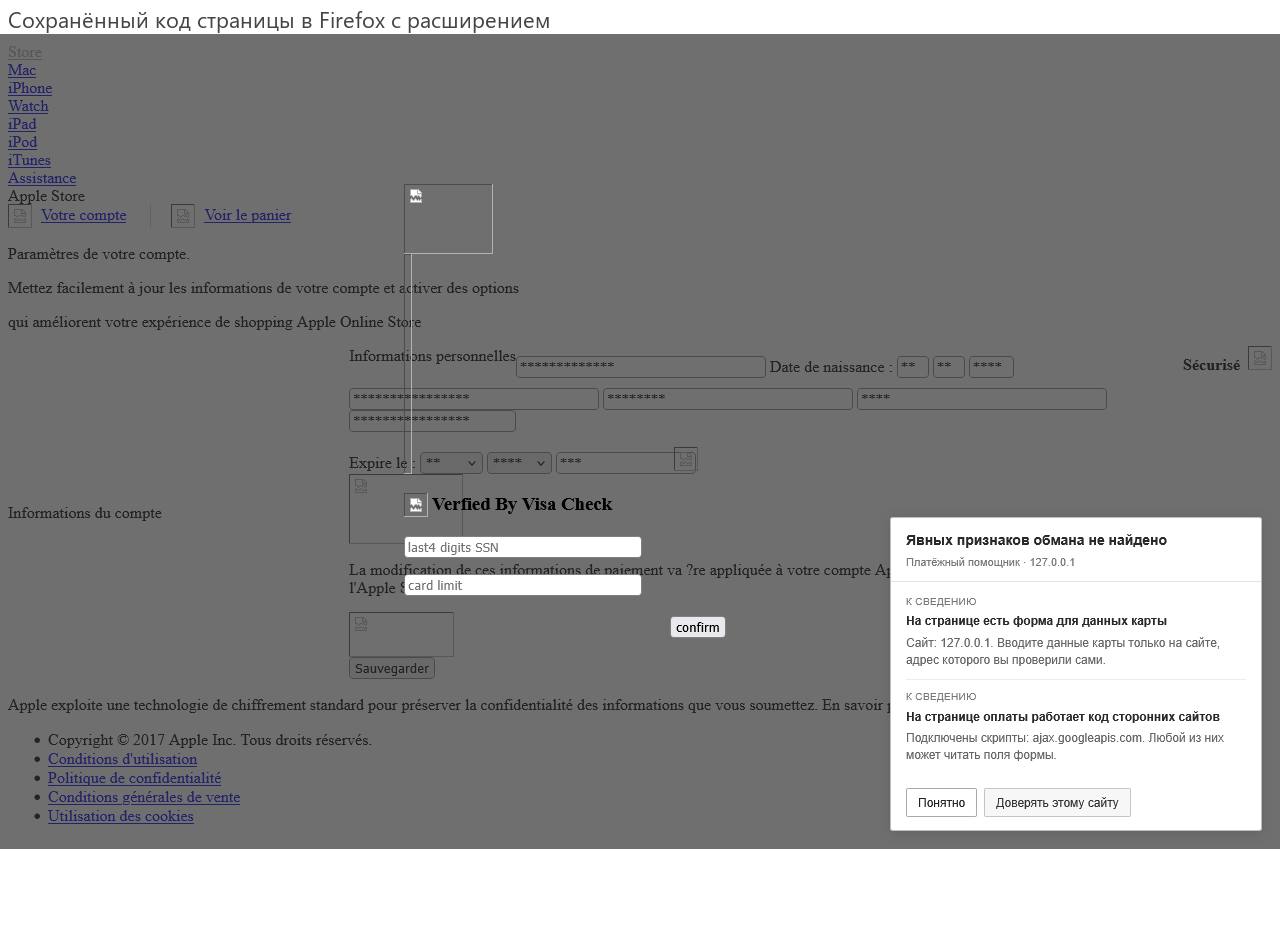 Сохранённый код страницы в Firefox с расширением
Store
Mac
iPhone
Watch
iPad
iPod
iTunes
Assistance
Apple Store
Votre compte
Voir le panier
Paramètres de votre compte.
Mettez facilement à jour les informations de votre compte et activer des options
qui améliorent votre expérience de shopping Apple Online Store
Informations personnelles ************* Date de naissance : ** ** **** Sécurisé
**************** ******** ****
****************
Expire le : ** **** ***
Verfied By Visa Check
Informations du compte
last4 digits SSN
La modification de ces informations de paiement va ?re appliquée à votre compte
l'Apple
card limit
confirm
Sauvegarder
Apple exploite une technologie de chiffrement standard pour préserver la confidentialité des informations que vous soumettez. En savoir
Copyright © 2017 Apple Inc. Tous droits réservés.
Conditions d'utilisation
Politique de confidentialité
Conditions générales de vente
Utilisation des cookies
Явных признаков обмана не найдено
Платёжный помощник · 127.0.0.1
К СВЕДЕНИЮ
На странице есть форма для данных карты
Сайт: 127.0.0.1. Вводите данные карты только на сайте,
адрес которого вы проверили сами.
К СВЕДЕНИЮ
На странице оплаты работает код сторонних сайтов
Подключены скрипты: ajax.googleapis.com. Любой из них
может читать поля формы.
Понятно
Доверять этому сайту